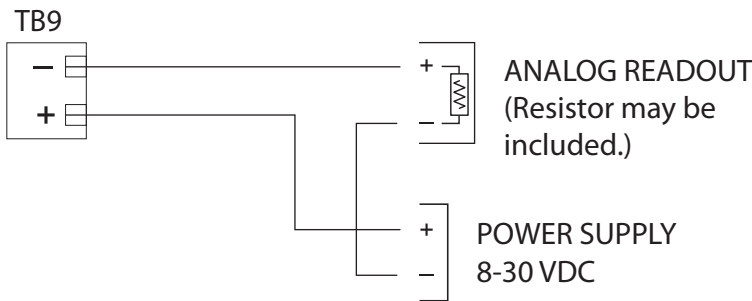 TB9
−
+
+
−
ANALOG READOUT
(Resistor may be
included.)
+
−
POWER SUPPLY
8-30 VDC